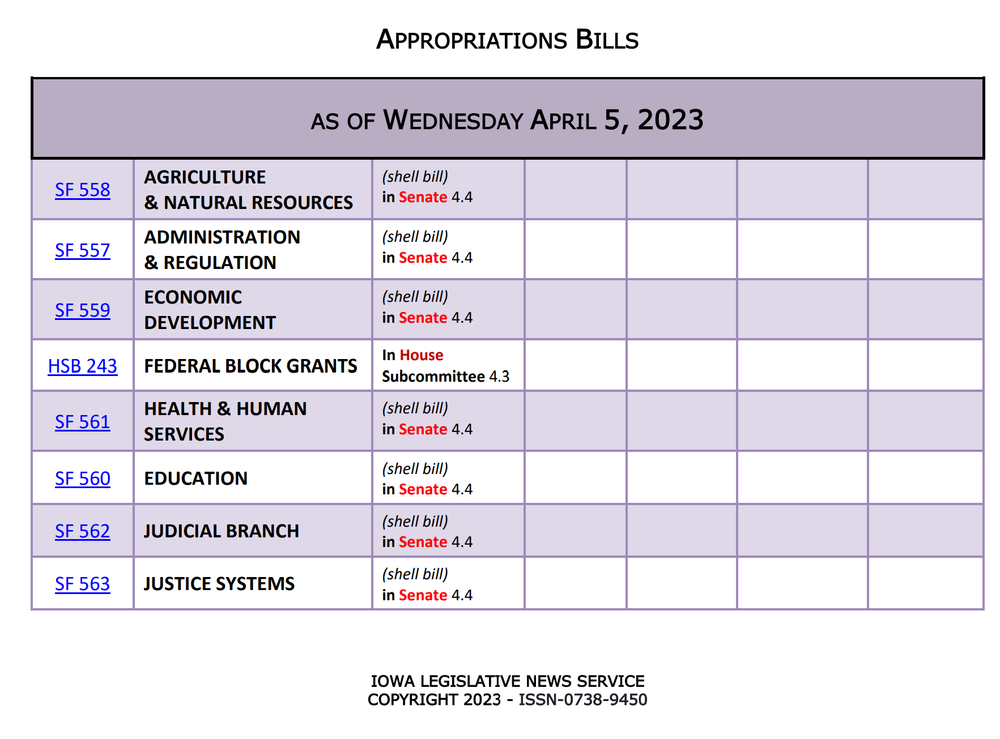 APPROPRIATIONS BILLS
AS OF WEDNESDAY APRIL 5, 2023
SF 558
AGRICULTURE
& NATURAL RESOURCES
(shell bill)
in Senate 4.4
SF 557
ADMINISTRATION
& REGULATION
(shell bill)
in Senate 4.4
SF 559
ECONOMIC
DEVELOPMENT
(shell bill)
in Senate 4.4
HSB 243
FEDERAL BLOCK GRANTS
In House
Subcommittee 4.3
SF 561
HEALTH & HUMAN
SERVICES
(shell bill)
in Senate 4.4
SF 560
EDUCATION
(shell bill)
in Senate 4.4
SF 562
JUDICIAL BRANCH
(shell bill)
in Senate 4.4
SF 563
JUSTICE SYSTEMS
(shell bill)
in Senate 4.4
IOWA LEGISLATIVE NEWS SERVICE
COPYRIGHT 2023 - ISSN-0738-9450